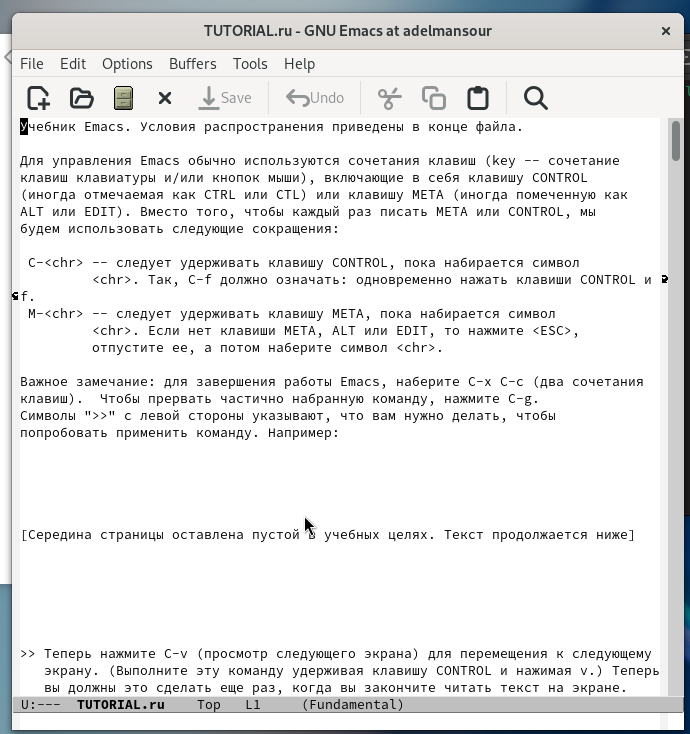 TUTORIAL.ru - GNU Emacs at adelmansour
File Edit Options Buffers Tools Help
Save Undo
Учебник Emacs. Условия распространения приведены в конце файла.
Для управления Emacs обычно используются сочетания клавиш (key -- сочетание
клавиш клавиатуры и/или кнопок мыши), включающие в себя клавишу CONTROL
(иногда отмечаемая как CTRL или CTL) или клавишу META (иногда помеченную как
ALT или EDIT). Вместо того, чтобы каждый раз писать META или CONTROL, мы
будем использовать следующие сокращения:
C-<chr> -- следует удерживать клавишу CONTROL, пока набирается символ
<chr>. Так, C-f должно означать: одновременно нажать клавиши CONTROL и
f.
M-<chr> -- следует удерживать клавишу META, пока набирается символ
<chr>. Если нет клавиши META, ALT или EDIT, то нажмите <ESC>,
отпустите ее, а потом наберите символ <chr>.
Важное замечание: для завершения работы Emacs, наберите C-x C-c (два сочетания
клавиш).  Чтобы прервать частично набранную команду, нажмите C-g.
Символы ">>" с левой стороны указывают, что вам нужно делать, чтобы
попробовать применить команду. Например:
[Середина страницы оставлена пустой в учебных целях. Текст продолжается ниже]
>> Теперь нажмите C-v (просмотр следующего экрана) для перемещения к следующему
экрану. (Выполните эту команду удерживая клавишу CONTROL и нажимая v.) Теперь
вы должны это сделать еще раз, когда вы закончите читать текст на экране.
U:--- TUTORIAL.ru Top L1 (Fundamental)